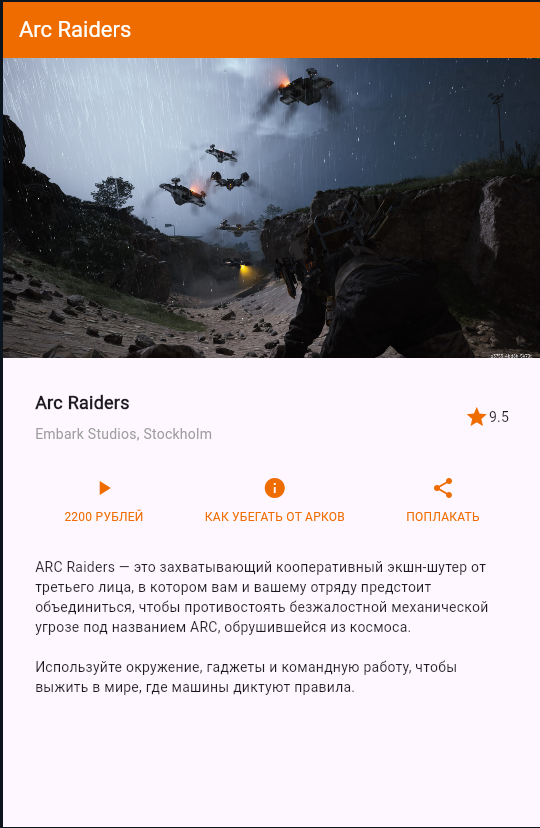 Arc Raiders
Arc Raiders
Embark Studios, Stockholm
9.5
2200 РУБЛЕЙ
КАК УБЕГАТЬ ОТ АРКОВ
ПОПЛАКАТЬ
ARC Raiders — это захватывающий кооперативный экшн-шутер от
третьего лица, в котором вам и вашему отряду предстоит
объединиться, чтобы противостоять безжалостной механической
угрозе под названием ARC, обрушившейся из космоса.
Используйте окружение, гаджеты и командную работу, чтобы
выжить в мире, где машины диктуют правила.